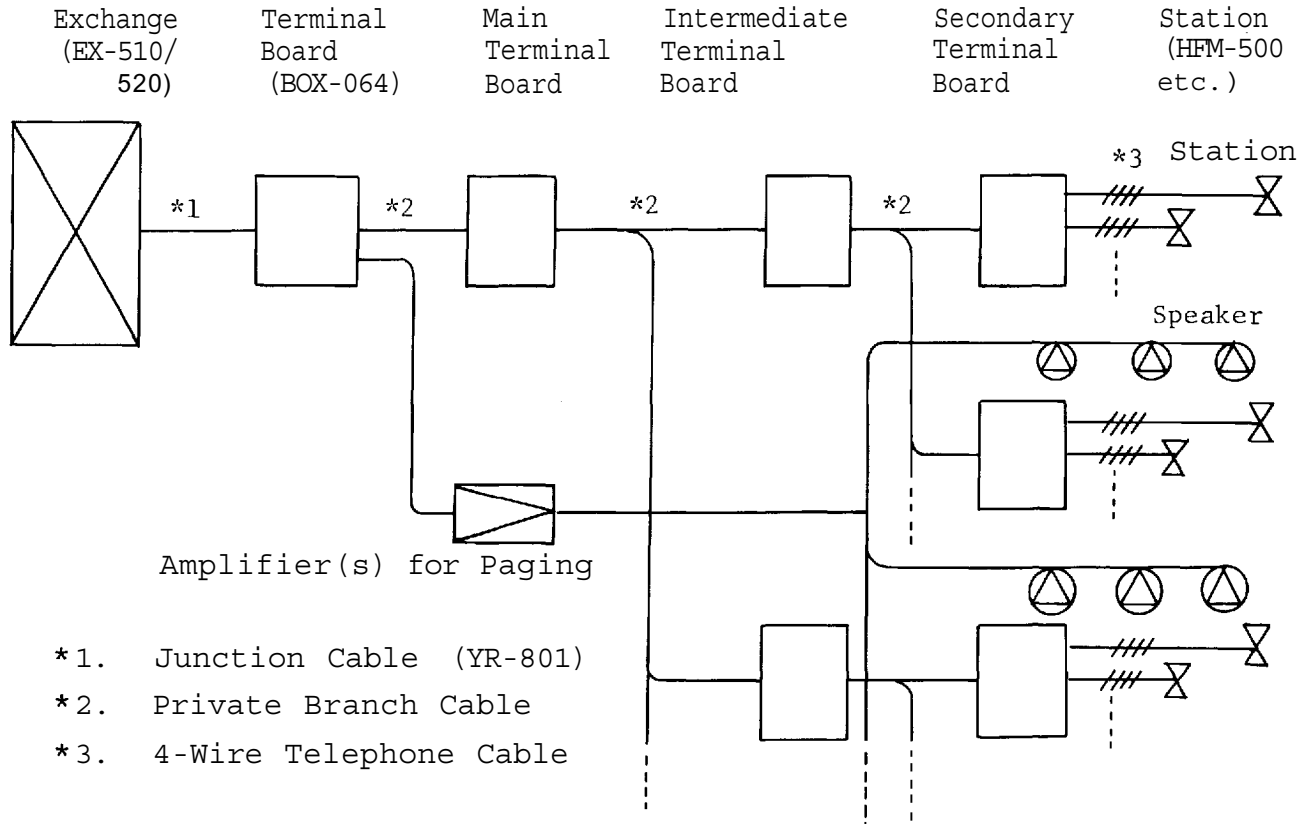 Exchange
(EX-510/
520)
Terminal
Board
(BOX-064)
Main
Terminal
Board
Intermediate
Terminal
Board
Secondary
Terminal
Board
Station
(HFM-500
etc.)
*1
*2
*2
*2
*3 Station
Speaker
Amplifier(s) for Paging
*1. Junction Cable (YR-801)
*2. Private Branch Cable
*3. 4-Wire Telephone Cable